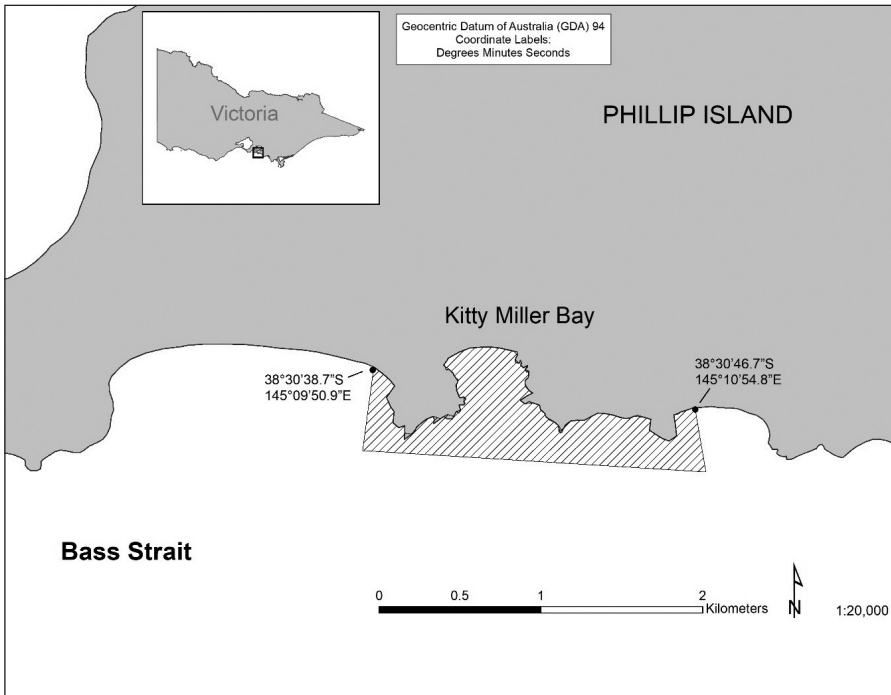 Geocentric Datum of Australia (GDA) 94
Coordinate Labels:
Degrees Minutes Seconds
Victoria
PHILLIP ISLAND
Kitty Miller Bay
38°30'38.7"S
145°09'50.9"E
38°30'46.7"S
145°10'54.8"E
Bass Strait
0 0.5 1 2
Kilometers
N
1:20,000